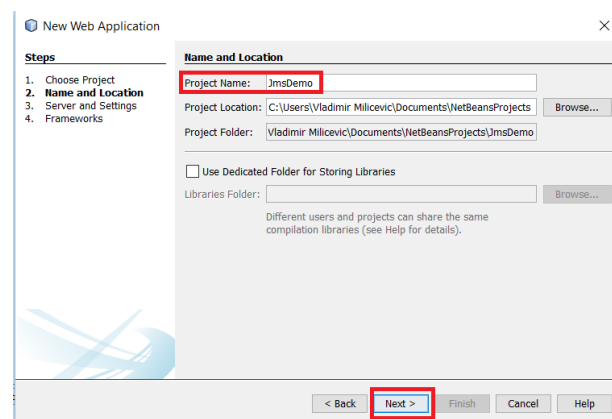 New Web Application
Steps
1. Choose Project
2. Name and Location
3. Server and Settings
4. Frameworks
Name and Location
Project Name: JmsDemo
Project Location: C:\Users\Vladimir Milicevic\Documents\NetBeansProjects Browse...
Project Folder: Vladimir Milicevic\Documents\NetBeansProjects\JmsDemo
Use Dedicated Folder for Storing Libraries
Libraries Folder: Browse...
Different users and projects can share the same
compilation libraries (see Help for details).
< Back Next > Finish Cancel Help